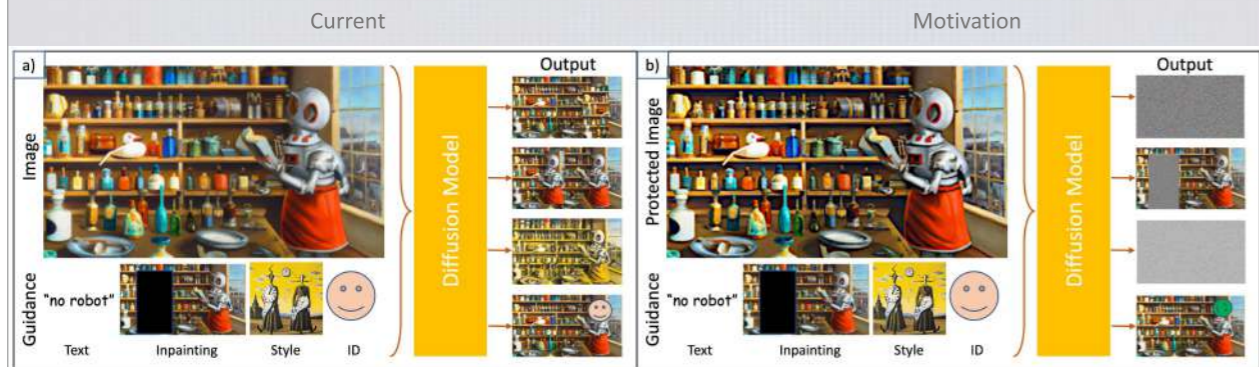 Current
Motivation
a)
Image
Guidance
"no robot"
Text
Inpainting
Style
ID
Diffusion Model
Output
b)
Protected Image
Guidance
"no robot"
Text
Inpainting
Style
ID
Diffusion Model
Output